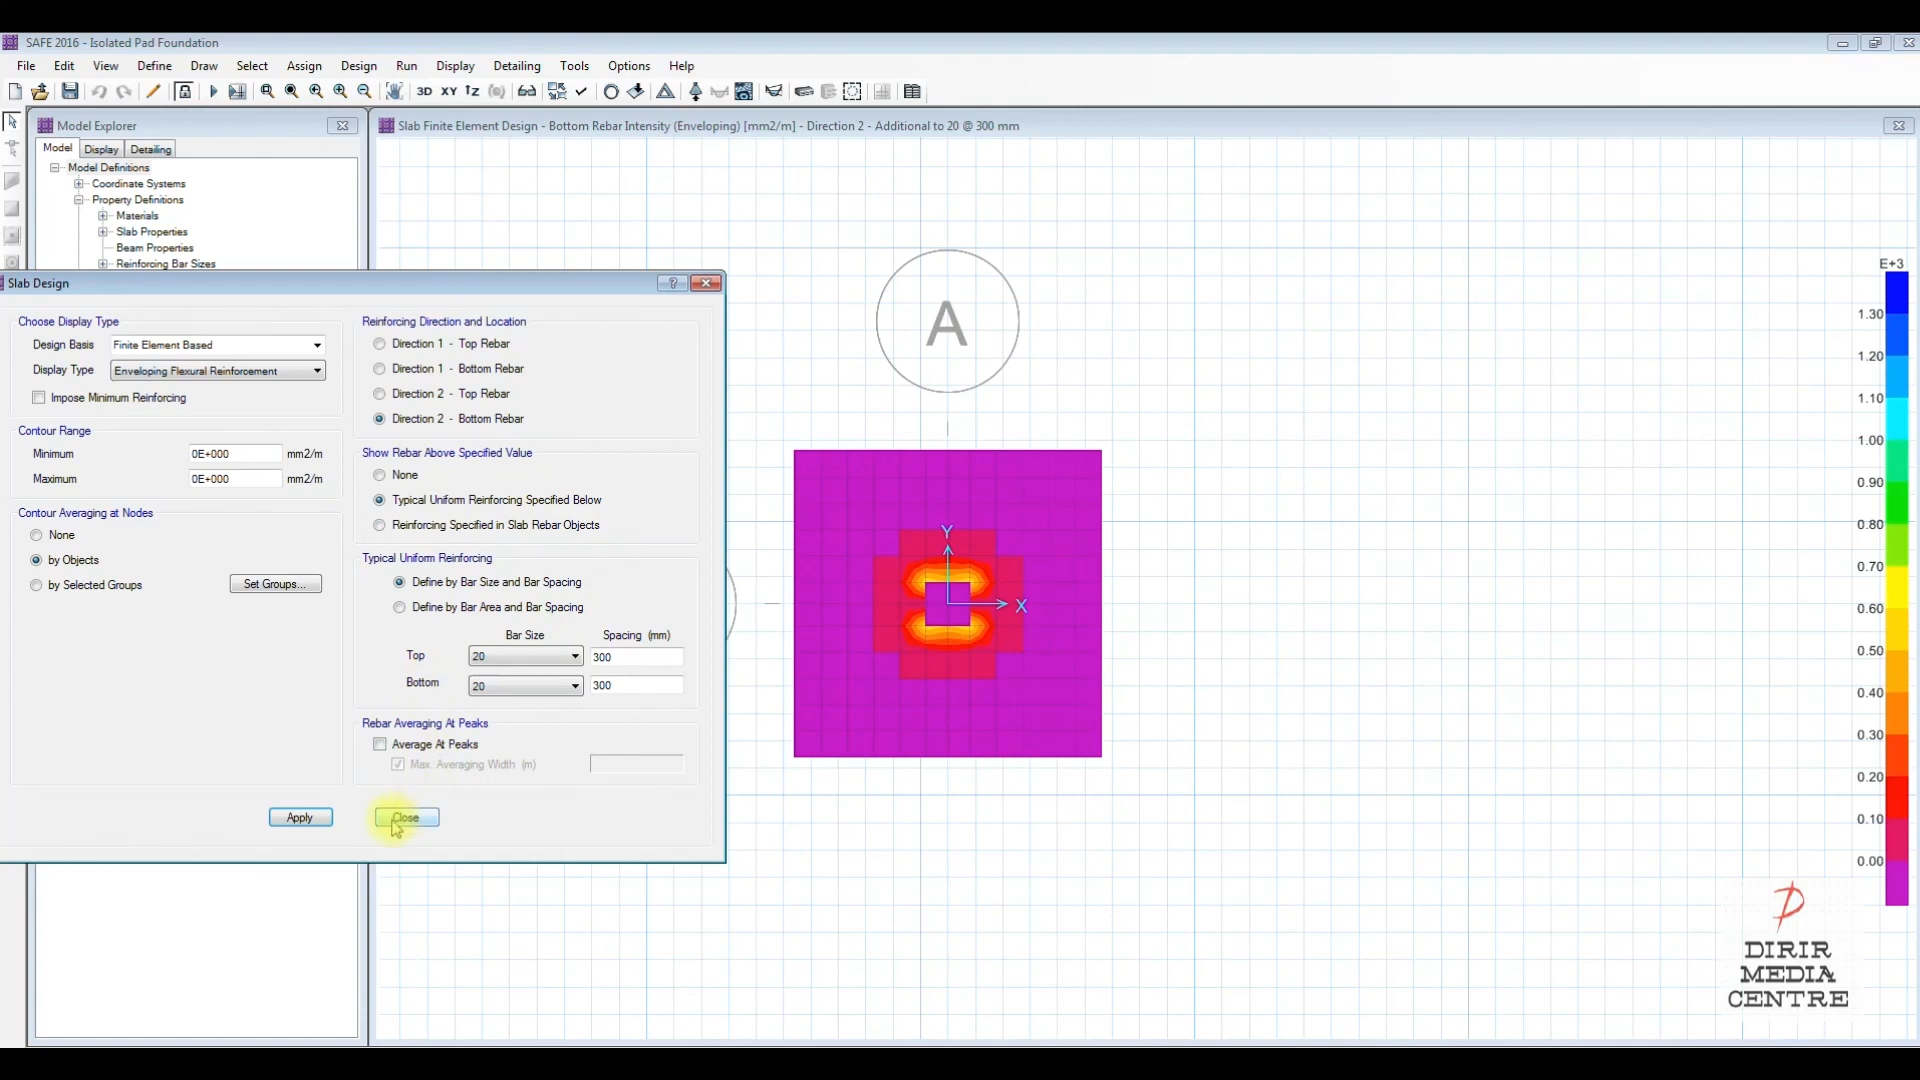 SAFE 2016 - Isolated Pad Foundation
File Edit View Define Draw Select Assign Design Run Display Detailing Tools Options Help
3D XY
Model Explorer
Model Display Detailing
Model Definitions
Coordinate Systems
Property Definitions
Materials
Slab Properties
Beam Properties
Reinforcing Bar Sizes
Slab Finite Element Design - Bottom Rebar Intensity (Enveloping) [mm2/m] - Direction 2 - Additional to 20 @ 300 mm
Slab Design
Choose Display Type
Design Basis Finite Element Based
Display Type Enveloping Flexural Reinforcement
Impose Minimum Reinforcing
Contour Range
Minimum 0E+000 mm2/m
Maximum 0E+000 mm2/m
Contour Averaging at Nodes
None
by Objects
by Selected Groups Set Groups...
Reinforcing Direction and Location
Direction 1 - Top Rebar
Direction 1 - Bottom Rebar
Direction 2 - Top Rebar
Direction 2 - Bottom Rebar
Show Rebar Above Specified Value
None
Typical Uniform Reinforcing Specified Below
Reinforcing Specified in Slab Rebar Objects
Typical Uniform Reinforcing
Define by Bar Size and Bar Spacing
Define by Bar Area and Bar Spacing
Bar Size Spacing (mm)
Top 20 300
Bottom 20 300
Rebar Averaging At Peaks
Average At Peaks
Max. Averaging Width (m)
Apply Close
A
Y
X
E+3
1.30
1.20
1.10
1.00
0.90
0.80
0.70
0.60
0.50
0.40
0.30
0.20
0.10
0.00
DIRIR
MEDIA
CENTRE